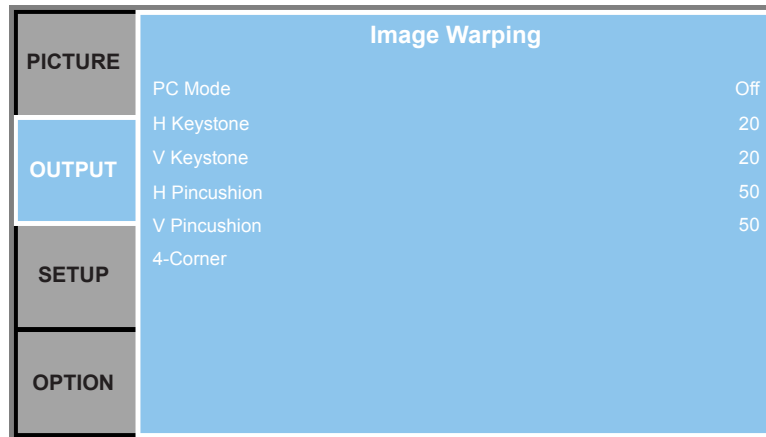 PICTURE
OUTPUT
SETUP
OPTION
Image Warping
PC Mode Off
H Keystone 20
V Keystone 20
H Pincushion 50
V Pincushion 50
4-Corner